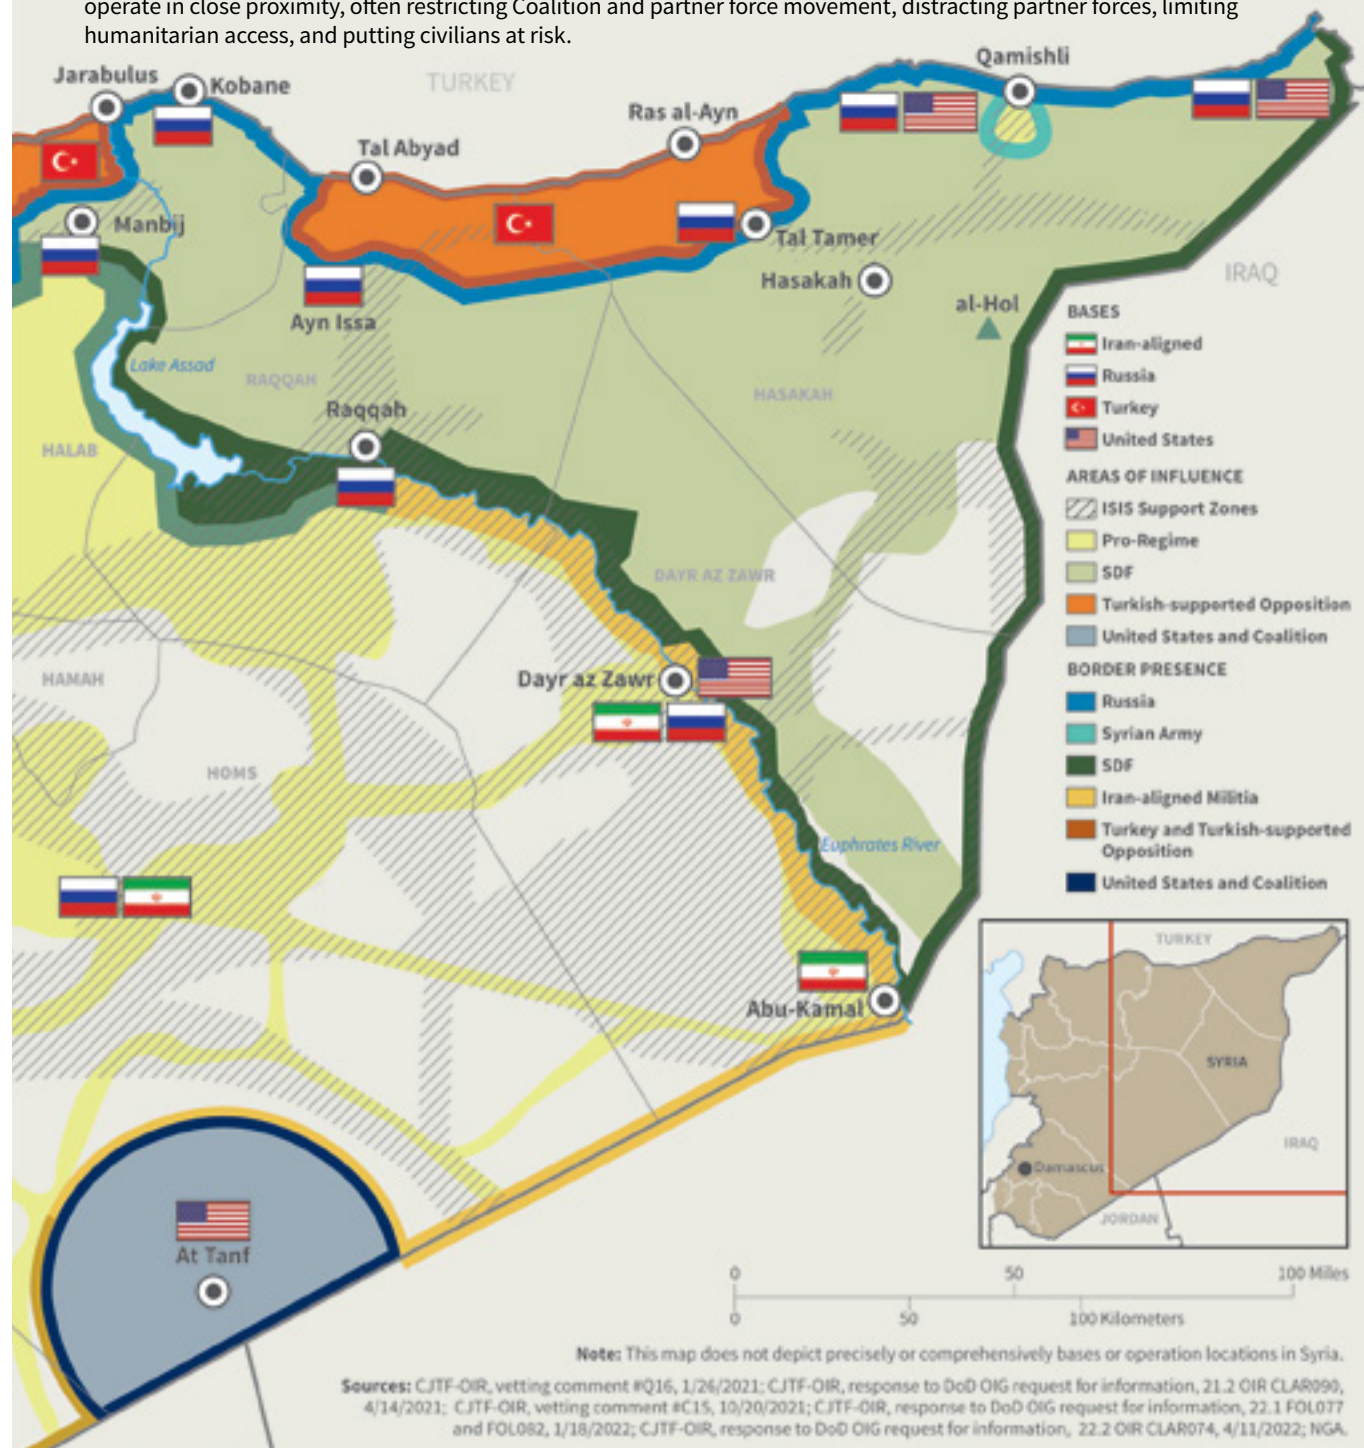 operate in close proximity, often restricting Coalition and partner force movement, distracting partner forces, limiting
humanitarian access, and putting civilians at risk.
Jarabulus
Kobane
TURKEY
Qamishli
Ras al-Ayn
Tal Abyad
Manbij
Tal Tamer
Hasakah
IRAQ
al-Hol
Ayn Issa
Lake Assad
RAQQAH
HASAKAH
Raqqah
HALAB
DAYR AZ ZAWR
HAMAH
Dayr az Zawr
HOMS
Euphrates River
Abu-Kamal
At Tanf
BASES
Iran-aligned
Russia
Turkey
United States
AREAS OF INFLUENCE
ISIS Support Zones
Pro-Regime
SDF
Turkish-supported Opposition
United States and Coalition
BORDER PRESENCE
Russia
Syrian Army
SDF
Iran-aligned Militia
Turkey and Turkish-supported
Opposition
United States and Coalition
TURKEY
SYRIA
IRAQ
Damascus
JORDAN
0 50 100 Miles
0 50 100 Kilometers
Note: This map does not depict precisely or comprehensively bases or operation locations in Syria.
Sources: CJTF-OIR, vetting comment #Q16, 1/26/2021; CJTF-OIR, response to DoD OIG request for information, 21.2 OIR CLAR090,
4/14/2021; CJTF-OIR, vetting comment #C15, 10/20/2021; CJTF-OIR, response to DoD OIG request for information, 22.1 FOL077
and FOL082, 1/18/2022; CJTF-OIR, response to DoD OIG request for information, 22.2 OIR CLAR074, 4/11/2022; NGA.